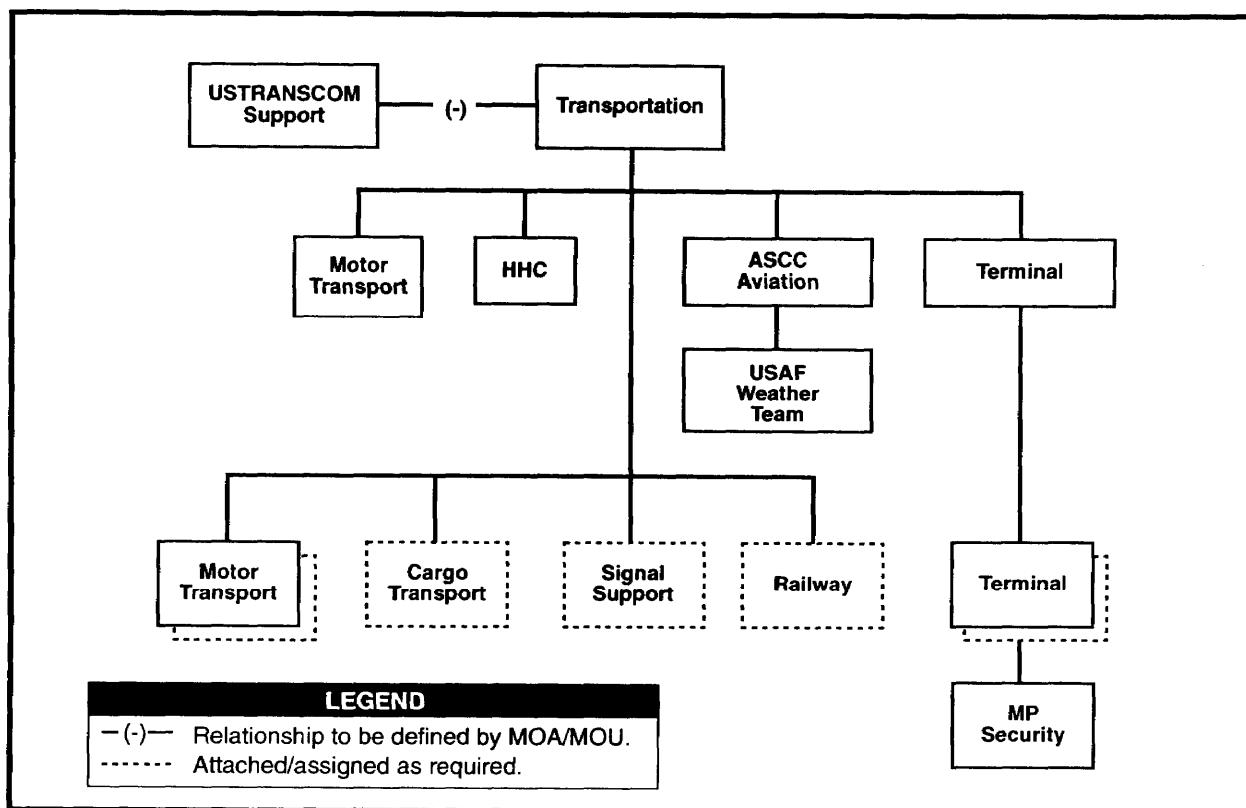 USTRANSCOM
Support
(-)
Transportation
Motor
Transport
HHC
ASCC
Aviation
Terminal
USAF
Weather
Team
Motor
Transport
Cargo
Transport
Signal
Support
Railway
Terminal
MP
Security
LEGEND
–(-)– Relationship to be defined by MOA/MOU.
------ Attached/assigned as required.